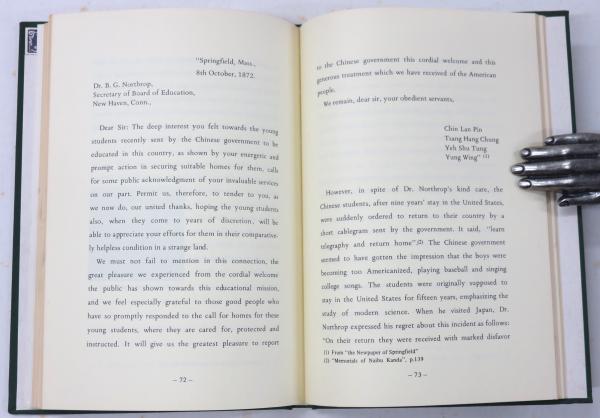 "Springfield, Mass.,
8th October, 1872.
Dr. B. G. Northrop,
Secretary of Board of Education,
New Haven, Conn.,
Dear Sir: The deep interest you felt towards the young
students recently sent by the Chinese government to be
educated in this country, as shown by your energetic and
prompt action in securing suitable homes for them, calls
for some public acknowledgment of your invaluable services
on our part. Permit us, therefore, to tender to you, as
we now do, our united thanks, hoping the young students
also, when they come to years of discretion, will be
able to appreciate your efforts for them in their comparative-
ly helpless condition in a strange land.
We must not fail to mention in this connection, the
great pleasure we experienced from the cordial welcome
the public has shown towards this educational mission,
and we feel especially grateful to those good people who
have so promptly responded to the call for homes for these
young students, where they are cared for, protected and
instructed. It will give us the greatest pleasure to report
— 72 —
to the Chinese government this cordial welcome and this
generous treatment which we have received of the American
people.
We remain, dear sir, your obedient servants,
Chin Lan Pin
Tsang Hang Chung
Yeh Shu Tung
Yung Wing" (1)
However, in spite of Dr. Northrop's kind care, the
Chinese students, after nine years' stay in the United States,
were suddenly ordered to return to their country by a
short cablegram sent by the government. It said, "learn
telegraphy and return home".(2) The Chinese government
seemed to have gotten the impression that the boys were
becoming too Americanized, playing baseball and singing
college songs. The students were originally supposed to
stay in the United States for fifteen years, emphasizing the
study of modern science. When he visited Japan, Dr.
Northrop expressed his regret about this incident as follows:
"On their return they were received with marked disfavor
(1) From "the Newpaper of Springfield"
(2) "Memorials of Naibu Kanda", p.139
— 73 —